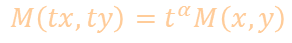 M(tx, ty) = t^α M(x, y)